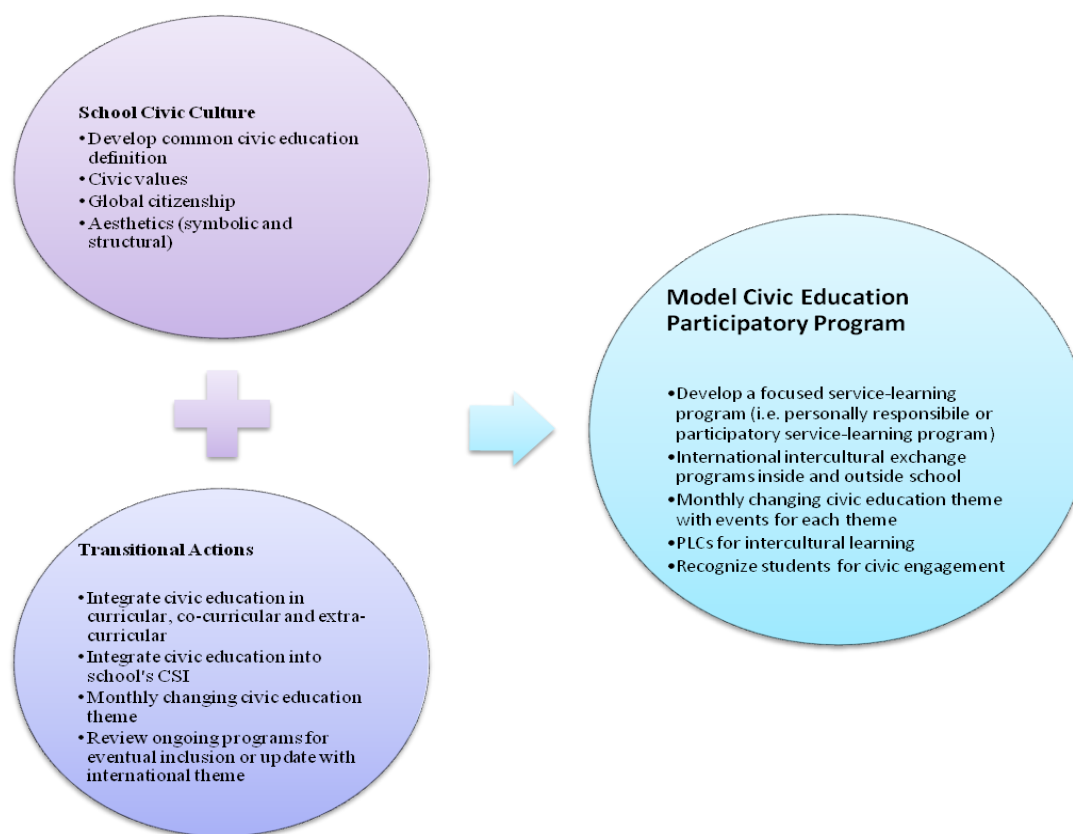 School Civic Culture
•Develop common civic education
definition
•Civic values
•Global citizenship
•Aesthetics (symbolic and
structural)
Transitional Actions
•Integrate civic education in
curricular, co-curricular and extra-
curricular
•Integrate civic education into
school's CSI
•Monthly changing civic education
theme
•Review ongoing programs for
eventual inclusion or update with
international theme
Model Civic Education
Participatory Program
•Develop a focused service-learning
program (i.e. personally responsibile or
participatory service-learning program)
•International intercultural exchange
programs inside and outside school
•Monthly changing civic education theme
with events for each theme
•PLCs for intercultural learning
•Recognize students for civic engagement